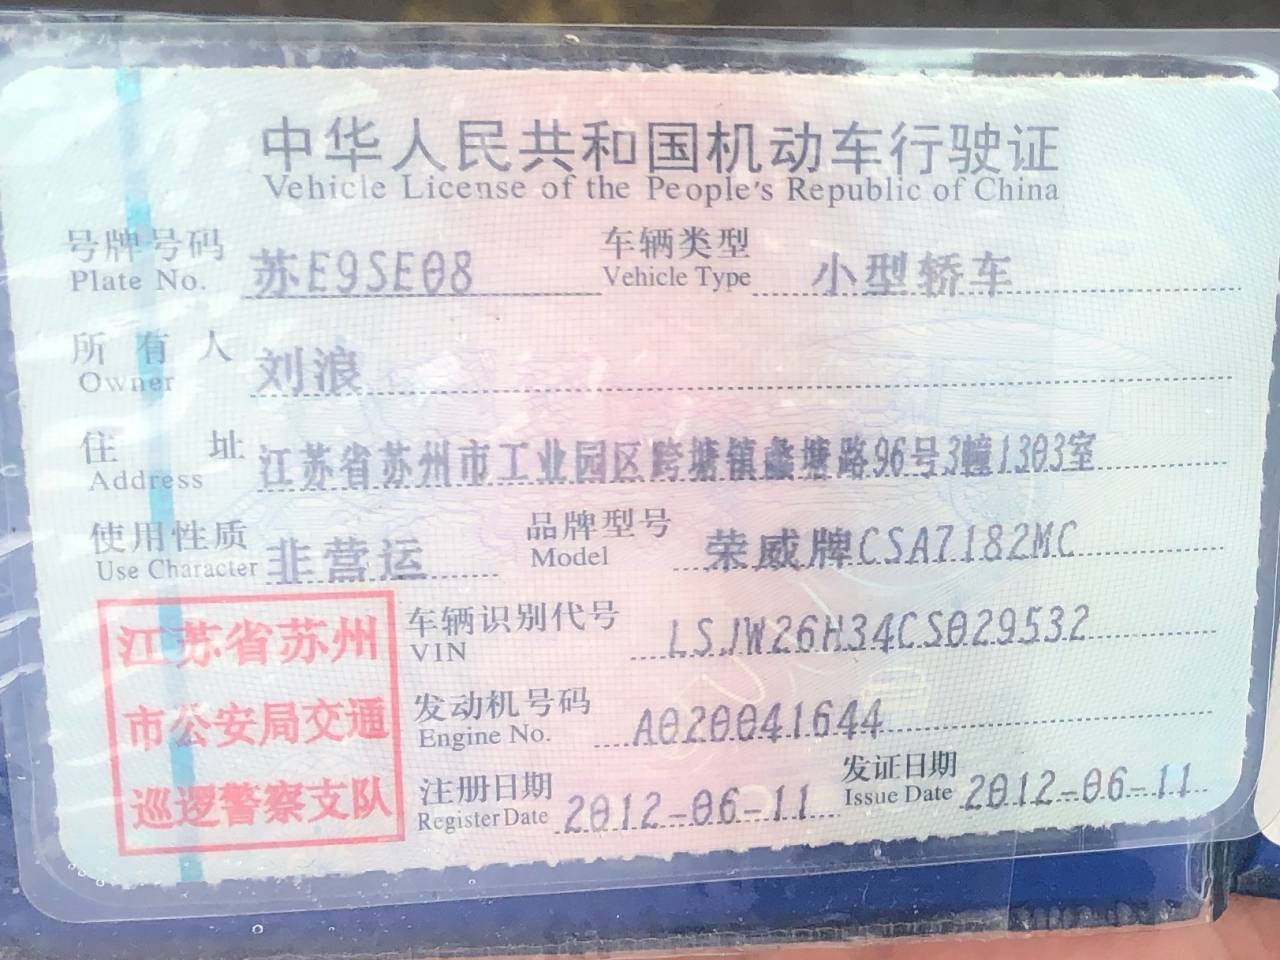 中华人民共和国机动车行驶证
Vehicle License of the People's Republic of China
号牌号码 苏E9SE08 车辆类型 小型轿车
Plate No. Vehicle Type
所有人 刘浪
Owner
住址 江苏省苏州市工业园区跨塘镇蠡塘路96号3幢1303室
Address
使用性质 非营运 品牌型号 荣威牌CSA7182MC
Use Character Model
江苏省苏州
市公安局交通
巡逻警察支队
车辆识别代号 LSJW26H34CS029532
VIN
发动机号码 A020041644
Engine No.
注册日期 2012-06-11 发证日期 2012-06-11
Register Date Issue Date